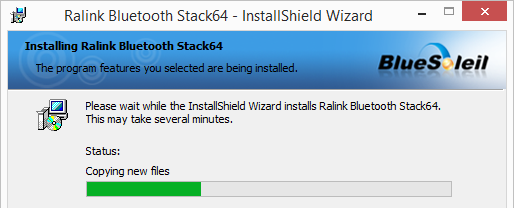 Ralink Bluetooth Stack64 - InstallShield Wizard
Installing Ralink Bluetooth Stack64
The program features you selected are being installed.
BlueSoleil
Please wait while the InstallShield Wizard installs Ralink Bluetooth Stack64.
This may take several minutes.
Status:
Copying new files